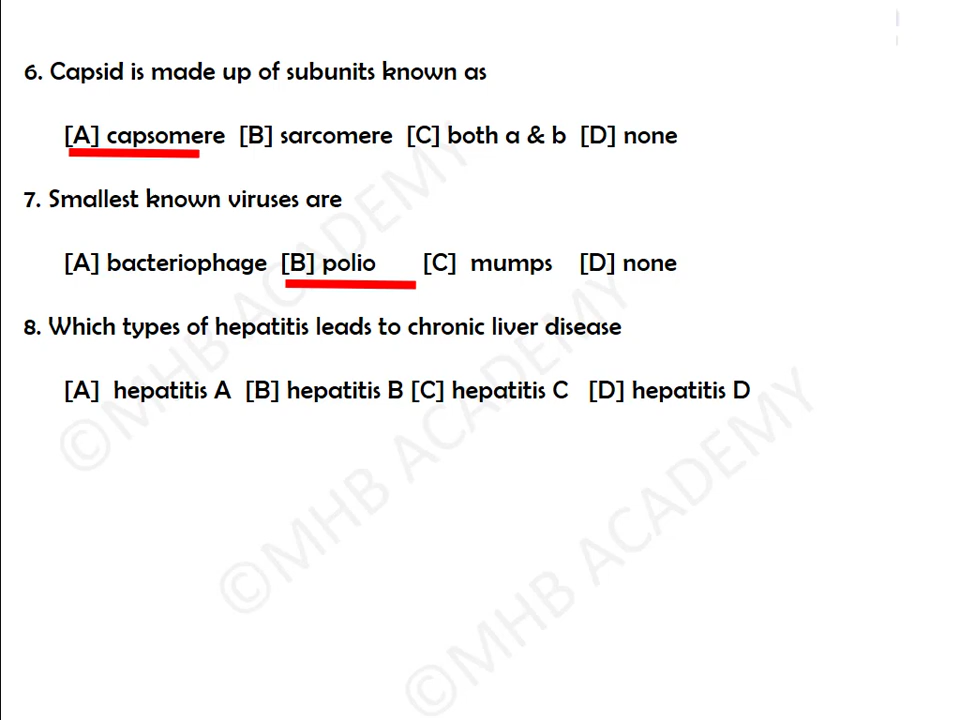 6. Capsid is made up of subunits known as
[A] capsomere [B] sarcomere [C] both a & b [D] none
7. Smallest known viruses are
[A] bacteriophage [B] polio [C] mumps [D] none
8. Which types of hepatitis leads to chronic liver disease
[A] hepatitis A [B] hepatitis B [C] hepatitis C [D] hepatitis D
©MHB ACADEMY
©MHB ACADEMY
©MHB ACADEMY